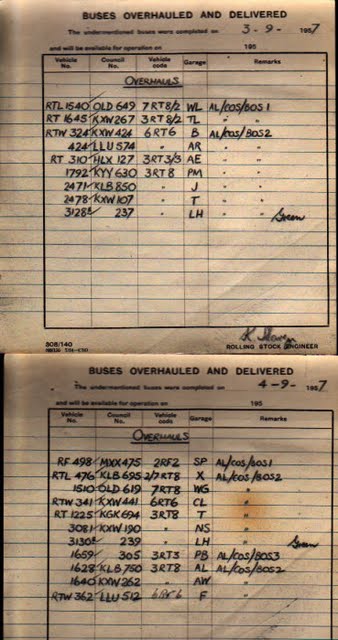 BUSES OVERHAULED AND DELIVERED
The undermentioned buses were completed on 3-9- 1957
and will be available for operation on 195
Vehicle No. Council No. Vehicle code Garage Remarks
OVERHAULS
RTL 1540 OLD 649 7RT8/2 WL AL/COS/BOS1
RT 1645 KXW 267 3RT8/2 TL " "
RTW 324 KXW 424 6RT6 B AL/COS/BOS2
424 LLU 574 " AR " "
RT 310 HLX 127 3RT3/3 AE " "
1792 KYY 630 3RT8 PM " "
2471 KLB 850 " J " "
2478 KXW 107 " T " "
3128 237 " LH " " Green
308/140
ROLLING STOCK ENGINEER
BUSES OVERHAULED AND DELIVERED
The undermentioned buses were completed on 4-9- 1957
and will be available for operation on 195
Vehicle No. Council No. Vehicle code Garage Remarks
OVERHAULS
RF 498 MXX 475 2RF2 SP AL/COS/BOS1
RTL 476 KLB 695 2/7RT8 X AL/COS/BOS2
1510 OLD 619 7RT8 WG "
RTW 341 KXW 441 6RT6 CL "
RT 1225 KGK 694 3RT8 T "
3081 KXW 190 " NS "
3130 239 " LH " Green
1659 305 3RT3 PB AL/COS/BOS3
1628 KLB 750 3RT8 AL AL/COS/BOS2
1640 KXW 262 " AW "
RTW 362 LLU 512 6RT6 F "